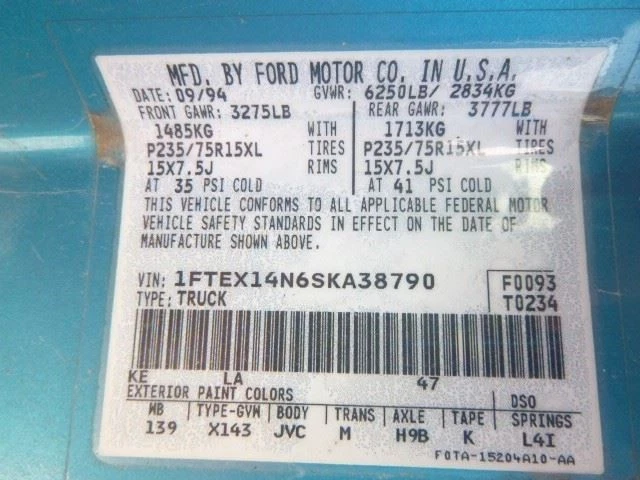 MFD. BY FORD MOTOR CO. IN U.S.A.
DATE: 09/94 GVWR: 6250LB/ 2834KG
FRONT GAWR: 3275LB REAR GAWR: 3777LB
1485KG WITH 1713KG WITH
P235/75R15XL TIRES P235/75R15XL TIRES
15X7.5J RIMS 15X7.5J RIMS
AT 35 PSI COLD AT 41 PSI COLD
THIS VEHICLE CONFORMS TO ALL APPLICABLE FEDERAL MOTOR
VEHICLE SAFETY STANDARDS IN EFFECT ON THE DATE OF
MANUFACTURE SHOWN ABOVE.
VIN: 1FTEX14N6SKA38790 F0093
TYPE: TRUCK T0234
KE LA 47
EXTERIOR PAINT COLORS DSO
WB TYPE-GVW BODY TRANS AXLE TAPE SPRINGS
139 X143 JVC M H9B K L4I
F0TA-15204A10-AA